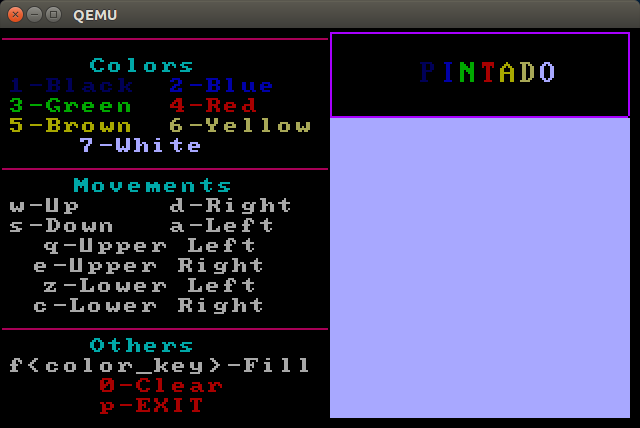 QEMU
Colors
1-Black 2-Blue
3-Green 4-Red
5-Brown 6-Yellow
7-White
Movements
w-Up d-Right
s-Down a-Left
q-Upper Left
e-Upper Right
z-Lower Left
c-Lower Right
Others
f<color_key>-Fill
0-Clear
p-EXIT
PINTADO